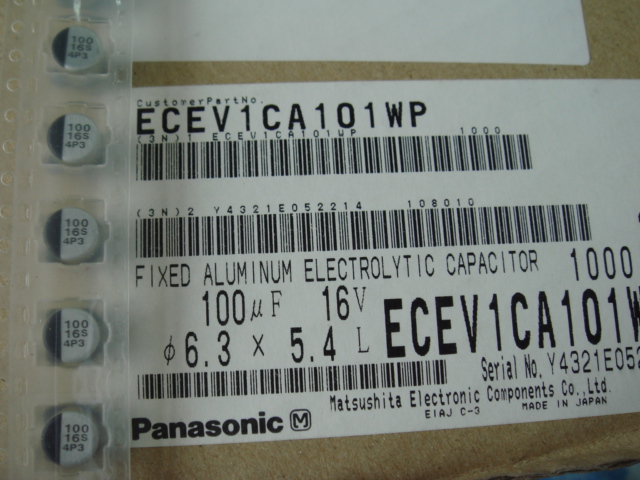 100
16S
4P3
100
16S
4P3
100
16S
4P3
100
16S
4P3
100
16S
4P3
CustomerPartNo.
ECEV1CA101WP
(3N)1 ECEV1CA101WP 1000
(3N)2 Y4321E052214 108010
FIXED ALUMINUM ELECTROLYTIC CAPACITOR 1000
100μF 16V
ECEV1CA101W
φ6.3 × 5.4 L
Serial No. Y4321E052
Matsushita Electronic Components Co.,Ltd.
EIAJ C-3 MADE IN JAPAN
Panasonic M